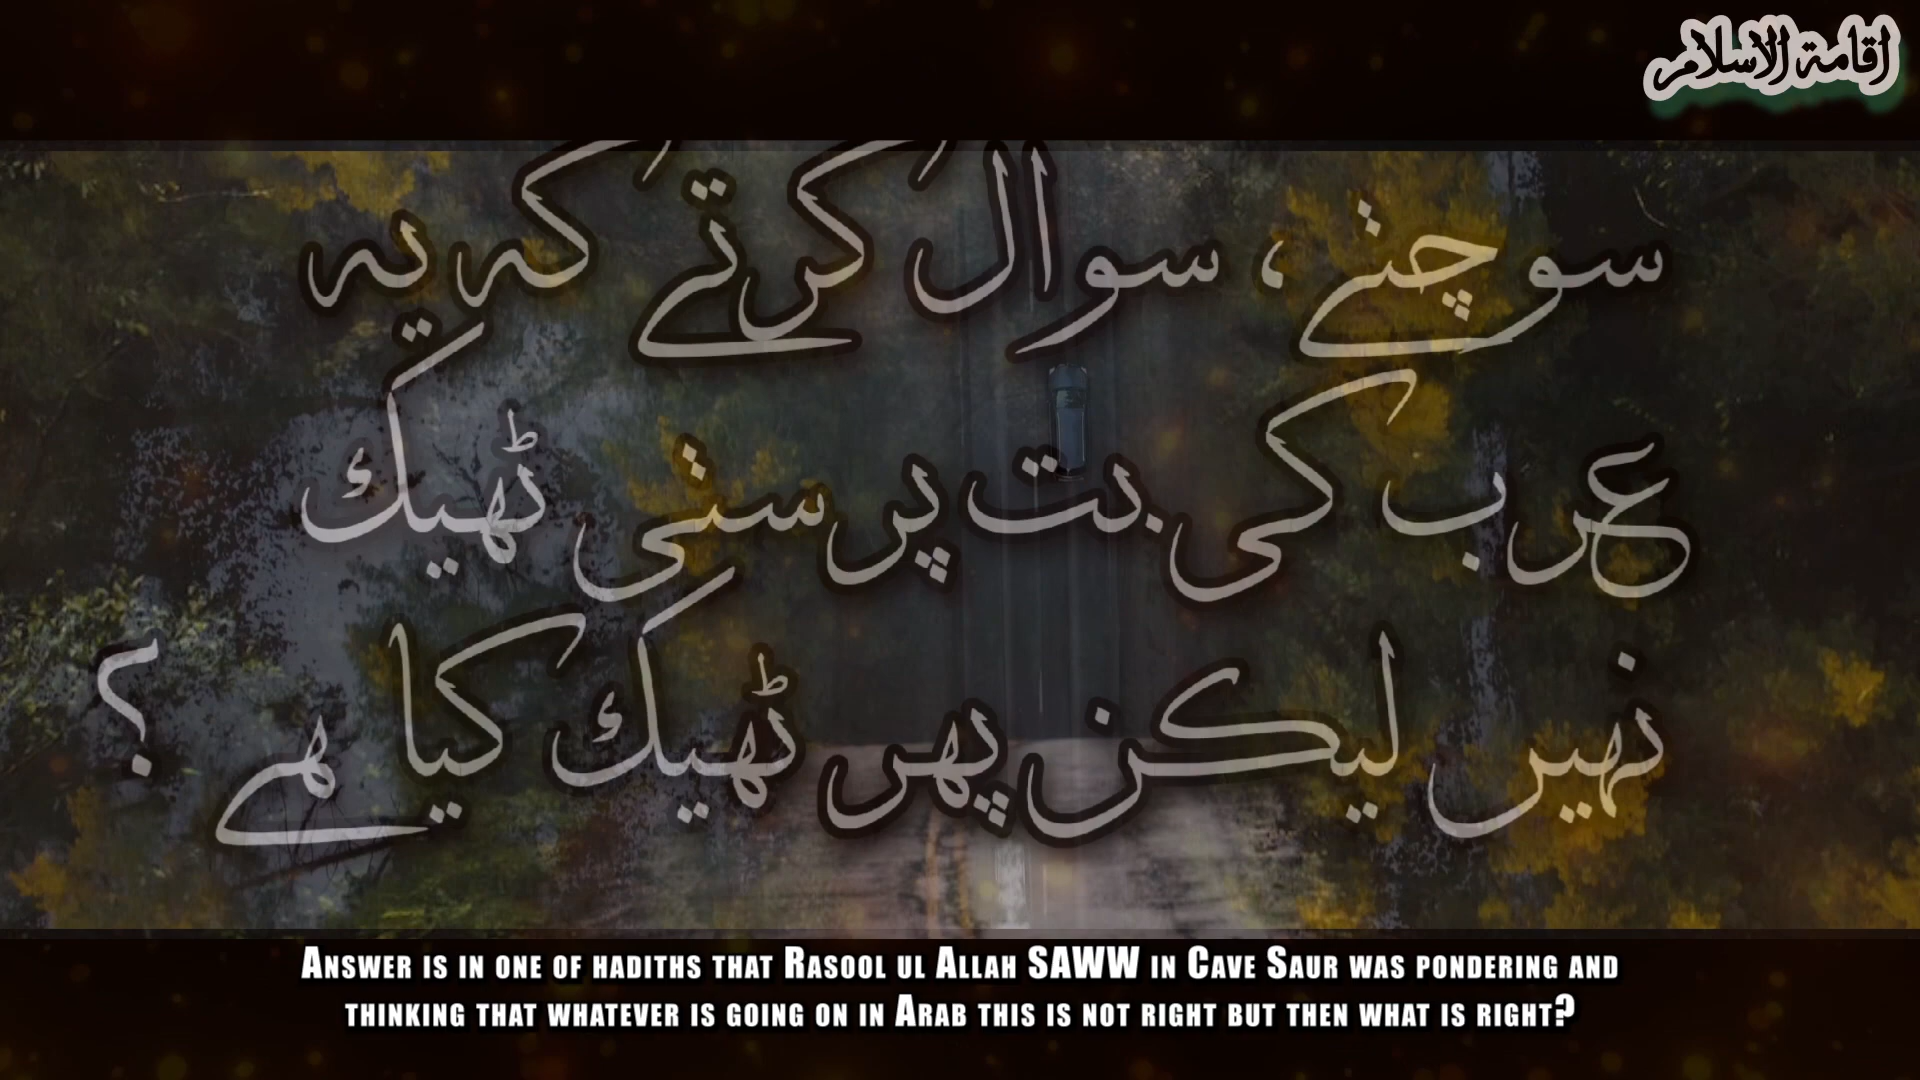 اقامة الاسلام
سوچتے، سوال کرتے کہ یہ
عرب کی بت پرستی ٹھیک
نہیں لیکن پھر ٹھیک کیا ہے ؟
Answer is in one of hadiths that Rasool ul Allah SAWW in Cave Saur was pondering and
thinking that whatever is going on in Arab this is not right but then what is right?